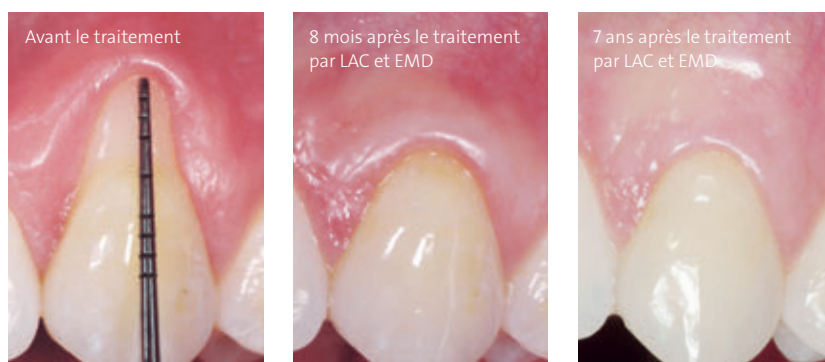 Avant le traitement
8 mois après le traitement
par LAC et EMD
7 ans après le traitement
par LAC et EMD